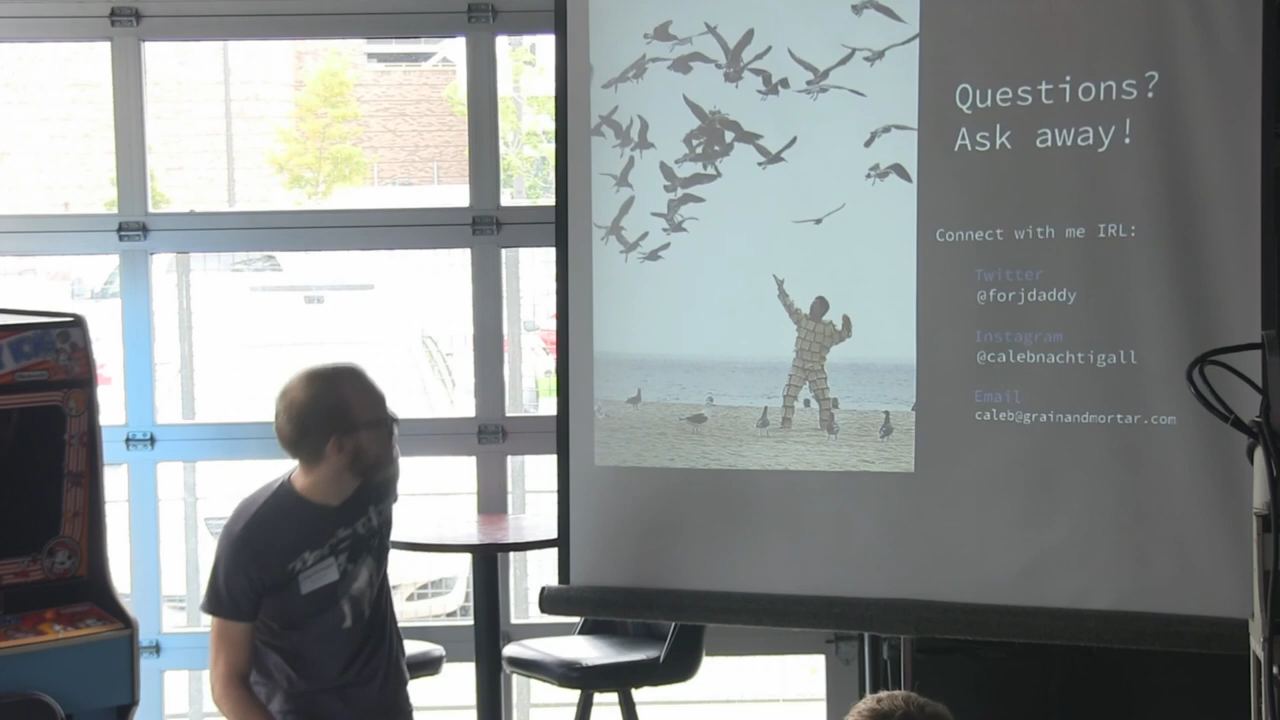 Questions?
Ask away!
Connect with me IRL:
Twitter
@forjdaddy
Instagram
@calebnachtigall
Email
caleb@grainandmortar.com